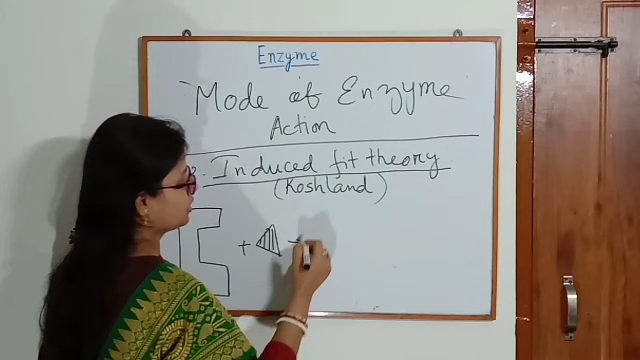 Enzyme
Mode of Enzyme
Action
Induced fit theory
(Koshland)
+